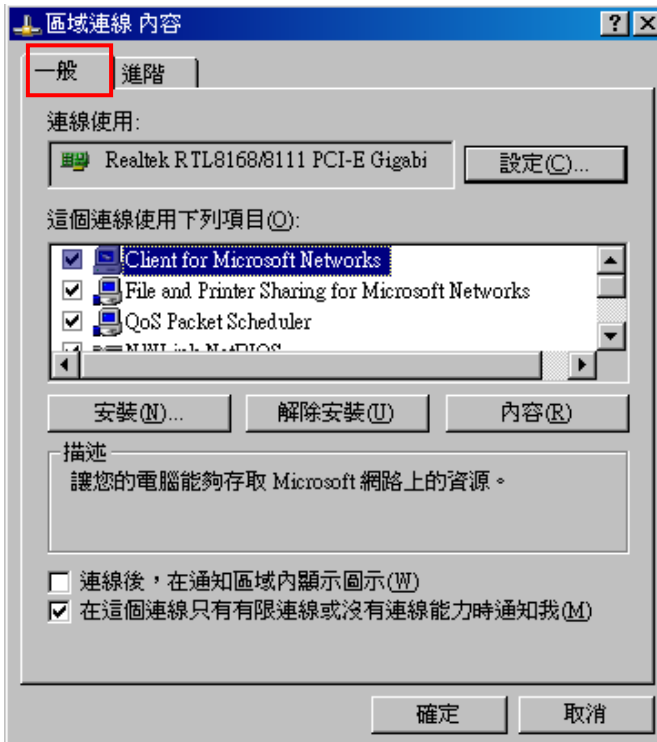 區域連線 內容
一般 進階
連線使用:
Realtek RTL8168/8111 PCI-E Gigabi 設定(C)...
這個連線使用下列項目(O):
Client for Microsoft Networks
File and Printer Sharing for Microsoft Networks
QoS Packet Scheduler
安裝(N)... 解除安裝(U) 內容(R)
描述
讓您的電腦能夠存取 Microsoft 網路上的資源。
連線後，在通知區域內顯示圖示(W)
在這個連線只有有限連線或沒有連線能力時通知我(M)
確定 取消